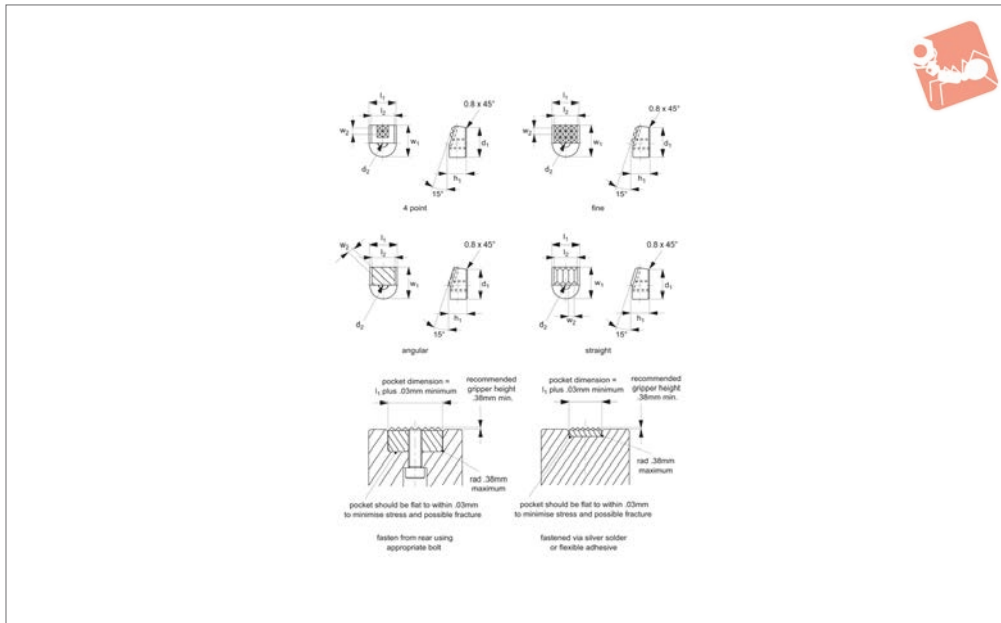 l₁
l₂
w₂
w₁
d₂
0.8 x 45°
d₁
h₁
15°
4 point
l₁
l₂
w₂
w₁
d₂
0.8 x 45°
d₁
h₁
15°
fine
l₁
l₂
w₂
w₁
d₂
0.8 x 45°
d₁
h₁
15°
angular
l₁
l₂
w₁
d₂
w₂
0.8 x 45°
d₁
h₁
15°
straight
pocket dimension =
l₁ plus .03mm minimum
recommended
gripper height
.38mm min.
rad .38mm
maximum
pocket should be flat to within .03mm
to minimise stress and possible fracture
fasten from rear using
appropriate bolt
pocket dimension =
l₁ plus .03mm minimum
recommended
gripper height
.38mm min.
rad .38mm
maximum
pocket should be flat to within .03mm
to minimise stress and possible fracture
fastened via silver solder
or flexible adhesive